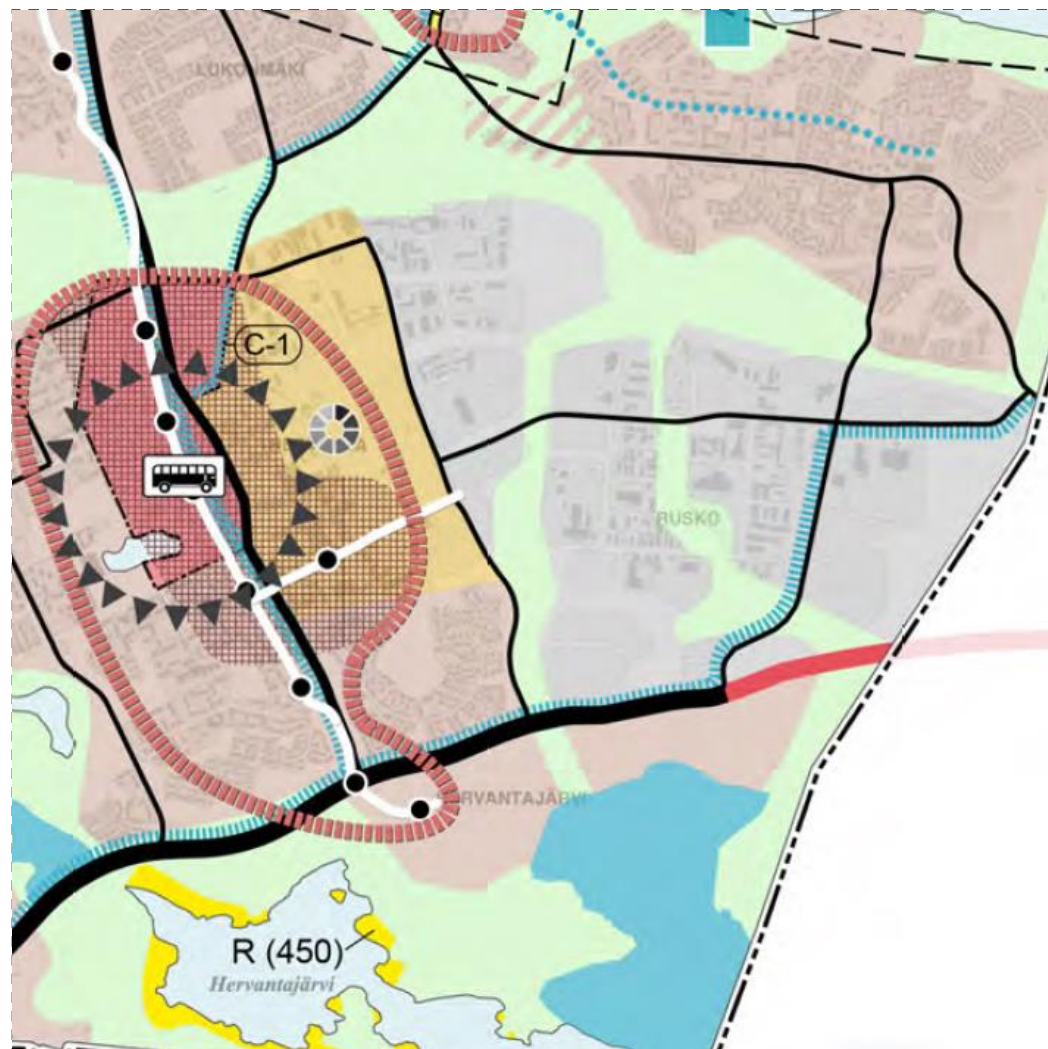 LUKONMÄKI
C-1
RUSKO
HERVANTAJÄRVI
R (450)
Hervantajärvi